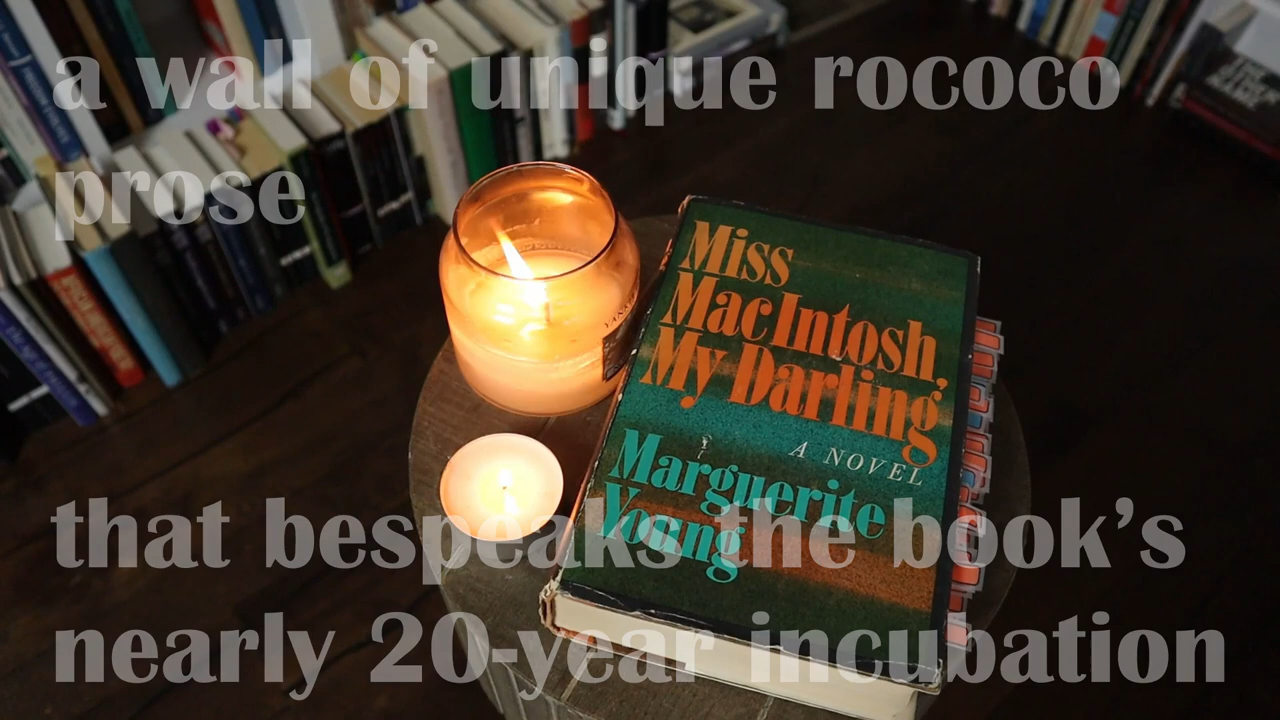 a wall of unique rococo
prose
Miss
MacIntosh,
My Darling
A NOVEL
Marguerite
Young
that bespeaks the book’s
nearly 20-year incubation